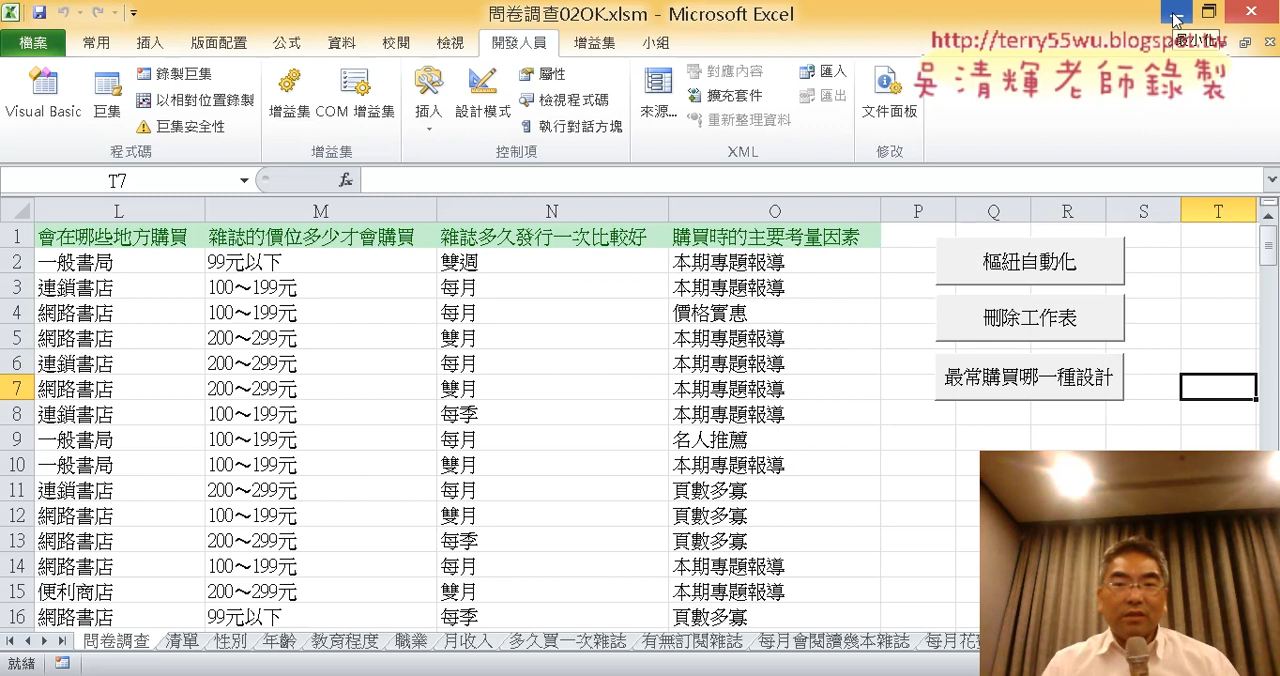 問卷調查02OK.xlsm - Microsoft Excel
檔案 常用 插入 版面配置 公式 資料 校閱 檢視 開發人員 增益集 小組
http://terry55wu.blogspot.tw
吳清輝老師錄製
最小化
Visual Basic 巨集 錄製巨集 以相對位置錄製 巨集安全性
增益集 COM 增益集
插入 設計模式 屬性 檢視程式碼 執行對話方塊
來源... 對應內容 擴充套件 重新整理資料 匯入 匯出
文件面板
程式碼 增益集 控制項 XML 修改
T7 fx
L M N O P Q R S T
1 會在哪些地方購買 雜誌的價位多少才會購買 雜誌多久發行一次比較好 購買時的主要考量因素
2 一般書局 99元以下 雙週 本期專題報導
3 連鎖書店 100～199元 每月 本期專題報導
4 網路書店 100～199元 每月 價格實惠
5 網路書店 200～299元 雙月 本期專題報導
6 連鎖書店 200～299元 每月 本期專題報導
7 網路書店 200～299元 雙月 本期專題報導
8 連鎖書店 100～199元 每季 本期專題報導
9 一般書局 100～199元 每月 名人推薦
10 一般書局 100～199元 雙月 本期專題報導
11 連鎖書店 200～299元 每月 頁數多寡
12 網路書店 100～199元 雙月 頁數多寡
13 網路書店 200～299元 每季 頁數多寡
14 網路書店 100～199元 每月 本期專題報導
15 便利商店 200～299元 雙月 本期專題報導
16 網路書店 99元以下 每季 頁數多寡
樞紐自動化
刪除工作表
最常購買哪一種設計
問卷調查 清單 性別 年齡 教育程度 職業 月收入 多久買一次雜誌 有無訂閱雜誌 每月會閱讀幾本雜誌 每月花
就緒